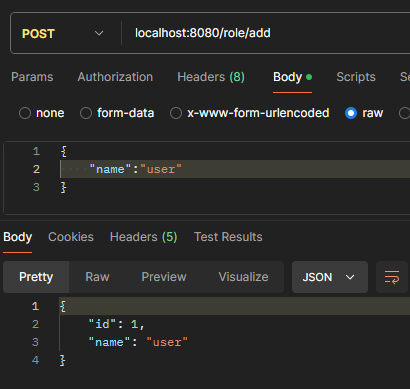 POST localhost:8080/role/add
Params Authorization Headers (8) Body Scripts
none form-data x-www-form-urlencoded raw
1 {
2 "name":"user"
3 }
Body Cookies Headers (5) Test Results
Pretty Raw Preview Visualize JSON
1 {
2 "id": 1,
3 "name": "user"
4 }